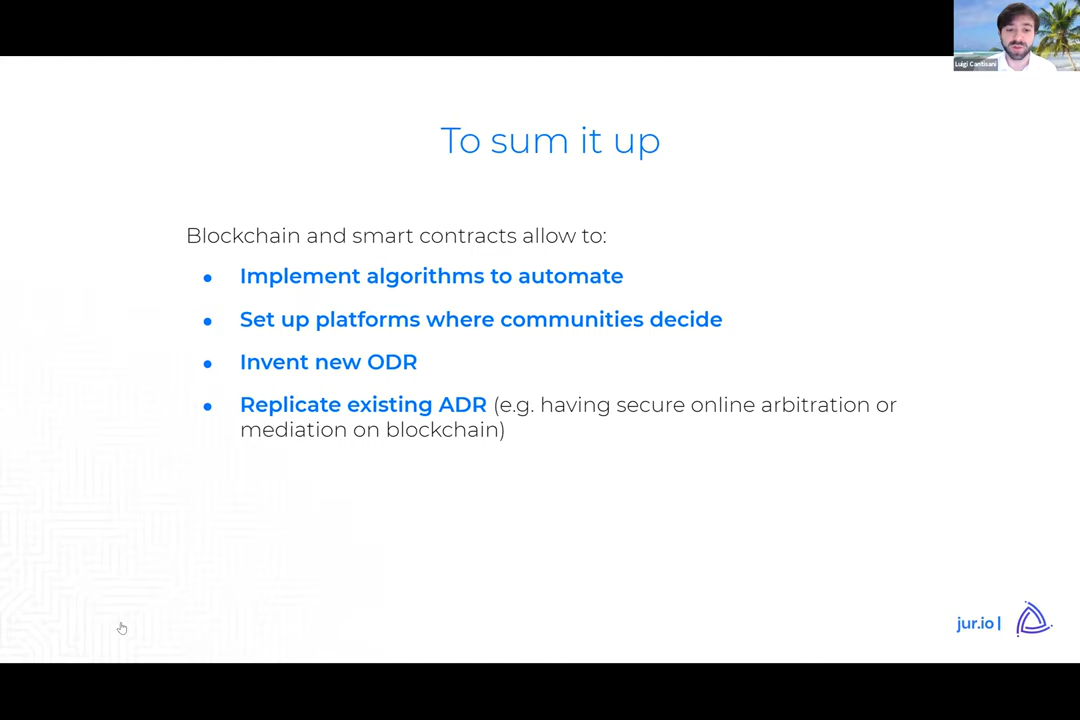 Luigi Cantisani
To sum it up
Blockchain and smart contracts allow to:
● Implement algorithms to automate
● Set up platforms where communities decide
● Invent new ODR
● Replicate existing ADR (e.g. having secure online arbitration or
mediation on blockchain)
jur.io |